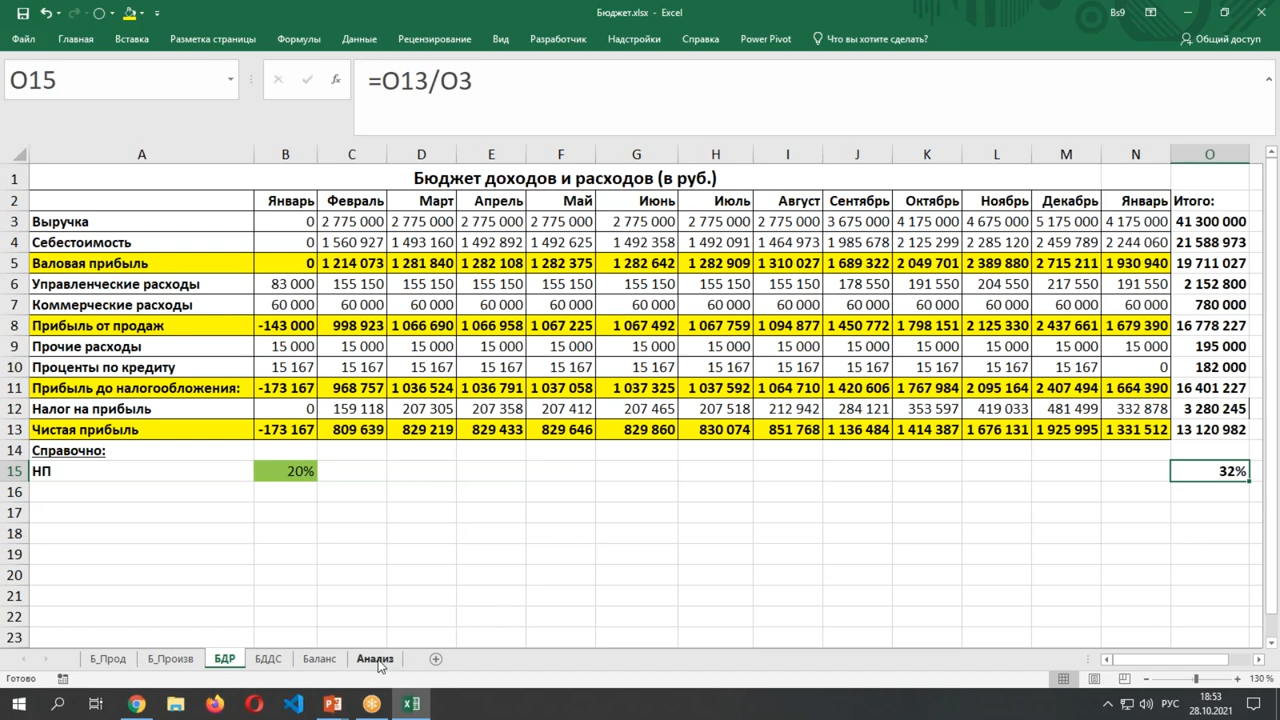 Бюджет.xlsx - Excel
Bs9
Файл Главная Вставка Разметка страницы Формулы Данные Рецензирование Вид Разработчик Надстройки Справка Power Pivot Что вы хотите сделать? Общий доступ
O15 fx =O13/O3
A B C D E F G H I J K L M N O
1 Бюджет доходов и расходов (в руб.)
2 Январь Февраль Март Апрель Май Июнь Июль Август Сентябрь Октябрь Ноябрь Декабрь Январь Итого:
3 Выручка 0 2 775 000 2 775 000 2 775 000 2 775 000 2 775 000 2 775 000 2 775 000 3 675 000 4 175 000 4 675 000 5 175 000 4 175 000 41 300 000
4 Себестоимость 0 1 560 927 1 493 160 1 492 892 1 492 625 1 492 358 1 492 091 1 464 973 1 985 678 2 125 299 2 285 120 2 459 789 2 244 060 21 588 973
5 Валовая прибыль 0 1 214 073 1 281 840 1 282 108 1 282 375 1 282 642 1 282 909 1 310 027 1 689 322 2 049 701 2 389 880 2 715 211 1 930 940 19 711 027
6 Управленческие расходы 83 000 155 150 155 150 155 150 155 150 155 150 155 150 155 150 178 550 191 550 204 550 217 550 191 550 2 152 800
7 Коммерческие расходы 60 000 60 000 60 000 60 000 60 000 60 000 60 000 60 000 60 000 60 000 60 000 60 000 60 000 780 000
8 Прибыль от продаж -143 000 998 923 1 066 690 1 066 958 1 067 225 1 067 492 1 067 759 1 094 877 1 450 772 1 798 151 2 125 330 2 437 661 1 679 390 16 778 227
9 Прочие расходы 15 000 15 000 15 000 15 000 15 000 15 000 15 000 15 000 15 000 15 000 15 000 15 000 15 000 195 000
10 Проценты по кредиту 15 167 15 167 15 167 15 167 15 167 15 167 15 167 15 167 15 167 15 167 15 167 15 167 0 182 000
11 Прибыль до налогообложения: -173 167 968 757 1 036 524 1 036 791 1 037 058 1 037 325 1 037 592 1 064 710 1 420 606 1 767 984 2 095 164 2 407 494 1 664 390 16 401 227
12 Налог на прибыль 0 159 118 207 305 207 358 207 412 207 465 207 518 212 942 284 121 353 597 419 033 481 499 332 878 3 280 245
13 Чистая прибыль -173 167 809 639 829 219 829 433 829 646 829 860 830 074 851 768 1 136 484 1 414 387 1 676 131 1 925 995 1 331 512 13 120 982
14 Справочно:
15 НП 20% 32%
16
17
18
19
20
21
22
23
Б_Прод Б_Произв БДР БДДС Баланс Анализ
Готово 130 %
18:53
РУС
28.10.2021